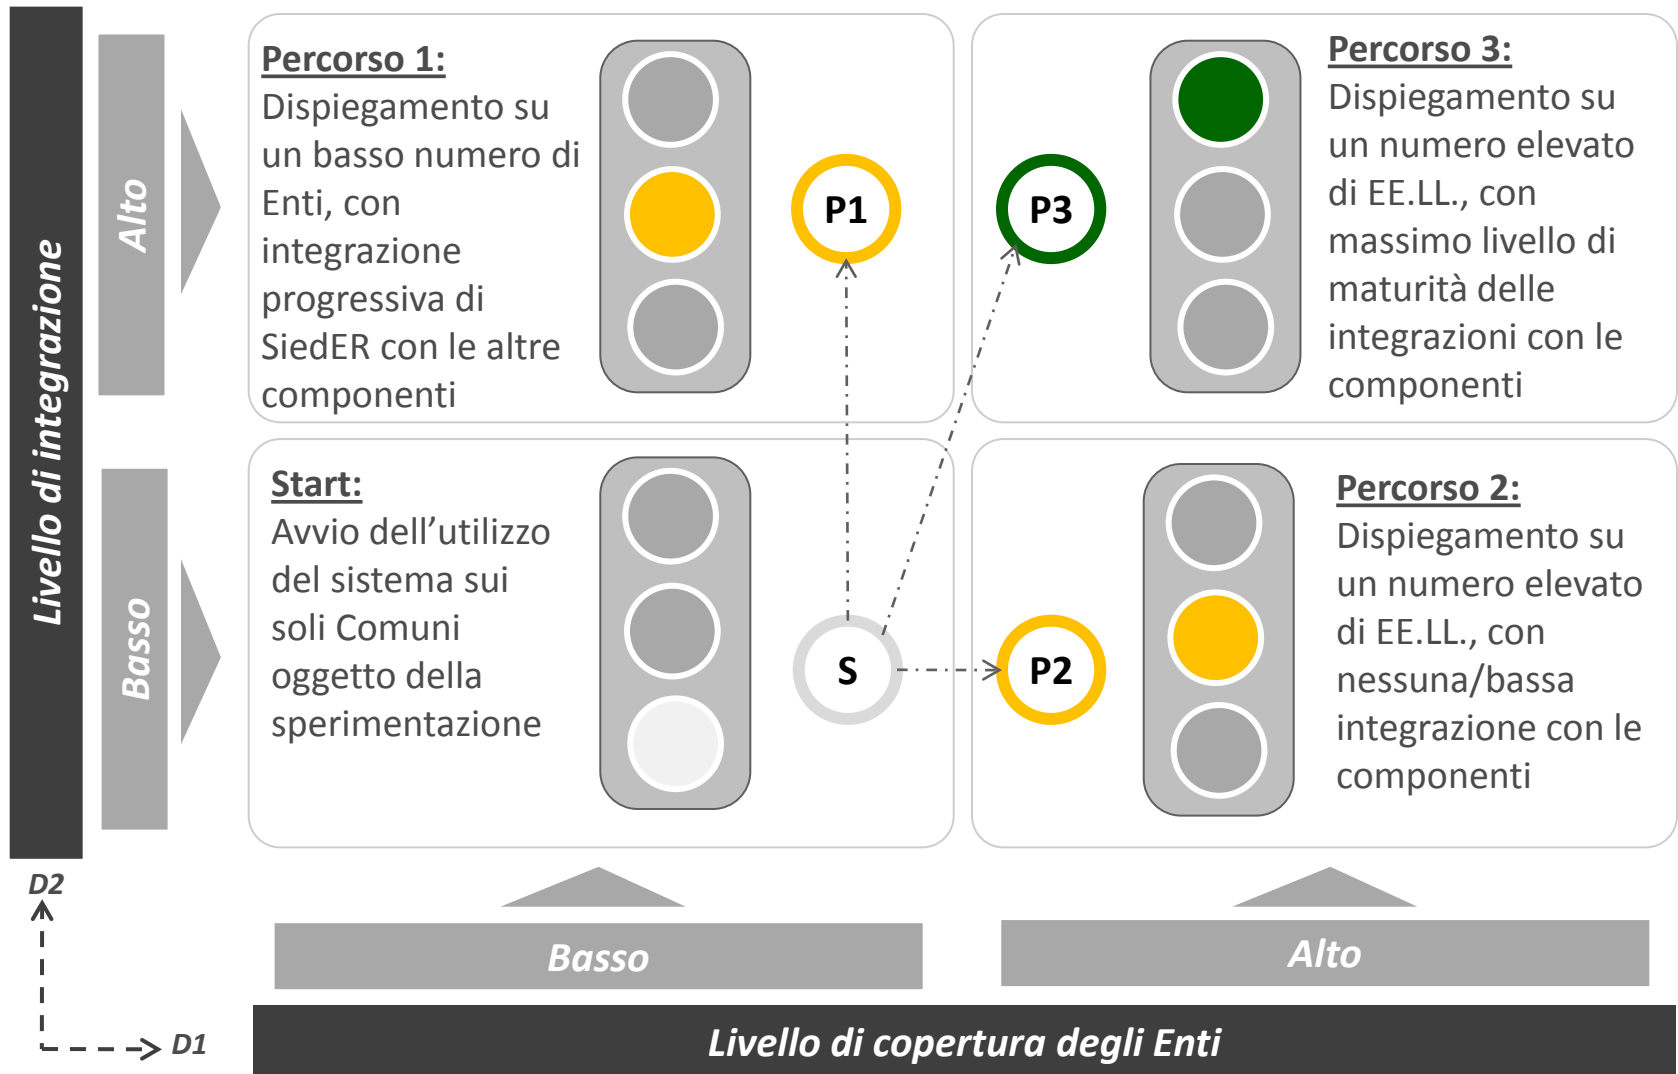 Livello di integrazione
Alto
Basso
Percorso 1:
Dispiegamento su
un basso numero di
Enti, con
integrazione
progressiva di
SiedER con le altre
componenti
P1
P3
Percorso 3:
Dispiegamento su
un numero elevato
di EE.LL., con
massimo livello di
maturità delle
integrazioni con le
componenti
Start:
Avvio dell’utilizzo
del sistema sui
soli Comuni
oggetto della
sperimentazione
S
P2
Percorso 2:
Dispiegamento su
un numero elevato
di EE.LL., con
nessuna/bassa
integrazione con le
componenti
D2
D1
Basso
Alto
Livello di copertura degli Enti